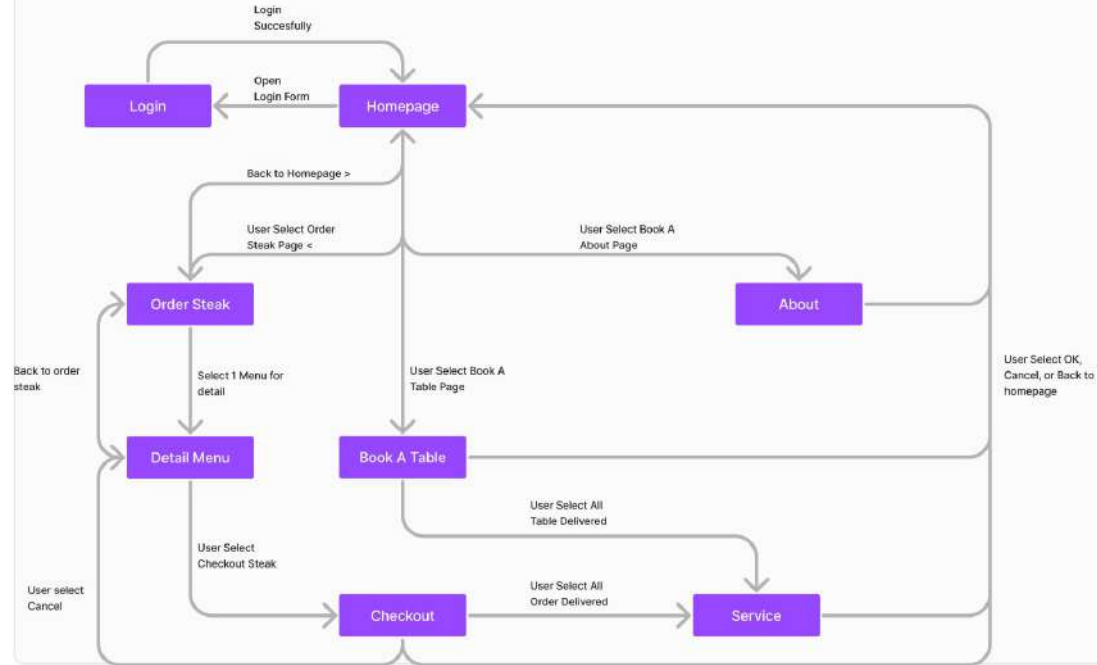 Login
Succesfully
Open
Login Form
Login
Homepage
Back to Homepage >
User Select Order
Steak Page <
User Select Book A
About Page
Order Steak
About
Back to order
steak
Select 1 Menu for
detail
User Select Book A
Table Page
User Select OK,
Cancel, or Back to
homepage
Detail Menu
Book A Table
User Select All
Table Delivered
User Select
Checkout Steak
User select
Cancel
User Select All
Order Delivered
Checkout
Service